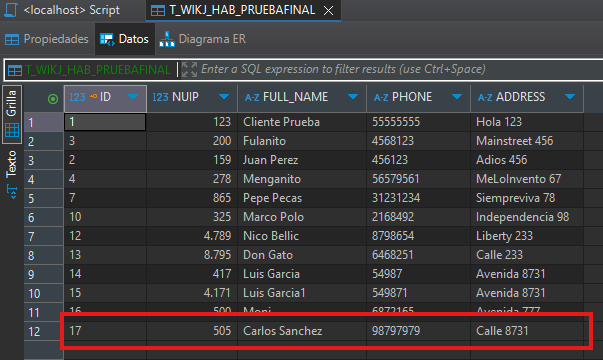 <localhost> Script T_WIKJ_HAB_PRUEBAFINAL
Propiedades Datos Diagrama ER
T_WIKJ_HAB_PRUEBAFINAL Enter a SQL expression to filter results (use Ctrl+Space)
Grilla
Texto
123 ID 123 NUIP A-Z FULL_NAME A-Z PHONE A-Z ADDRESS
1 1 123 Cliente Prueba 55555555 Hola 123
2 3 200 Fulanito 4568123 Mainstreet 456
3 2 159 Juan Perez 456123 Adios 456
4 4 278 Menganito 56579561 MeLoInvento 67
5 7 865 Pepe Pecas 31231234 Siempreviva 78
6 10 325 Marco Polo 2168492 Independencia 98
7 12 4.789 Nico Bellic 8798654 Liberty 233
8 13 8.795 Don Gato 6468251 Calle 233
9 14 417 Luis Garcia 54987 Avenida 8731
10 15 4.171 Luis Garcia1 549871 Avenida 8731
11 16 500 Moni 6872165 Avenida 777
12 17 505 Carlos Sanchez 98797979 Calle 8731